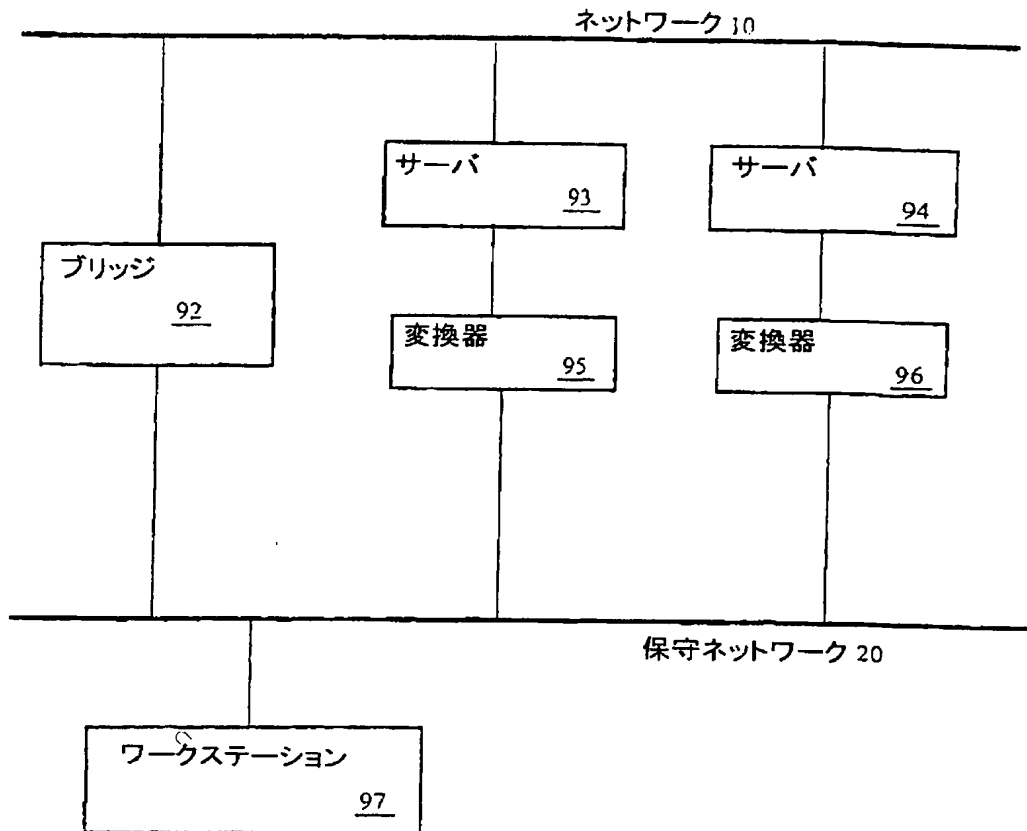 ネットワーク 10
サーバ
93
サーバ
94
ブリッジ
92
変換器
95
変換器
96
保守ネットワーク 20
ワークステーション
97